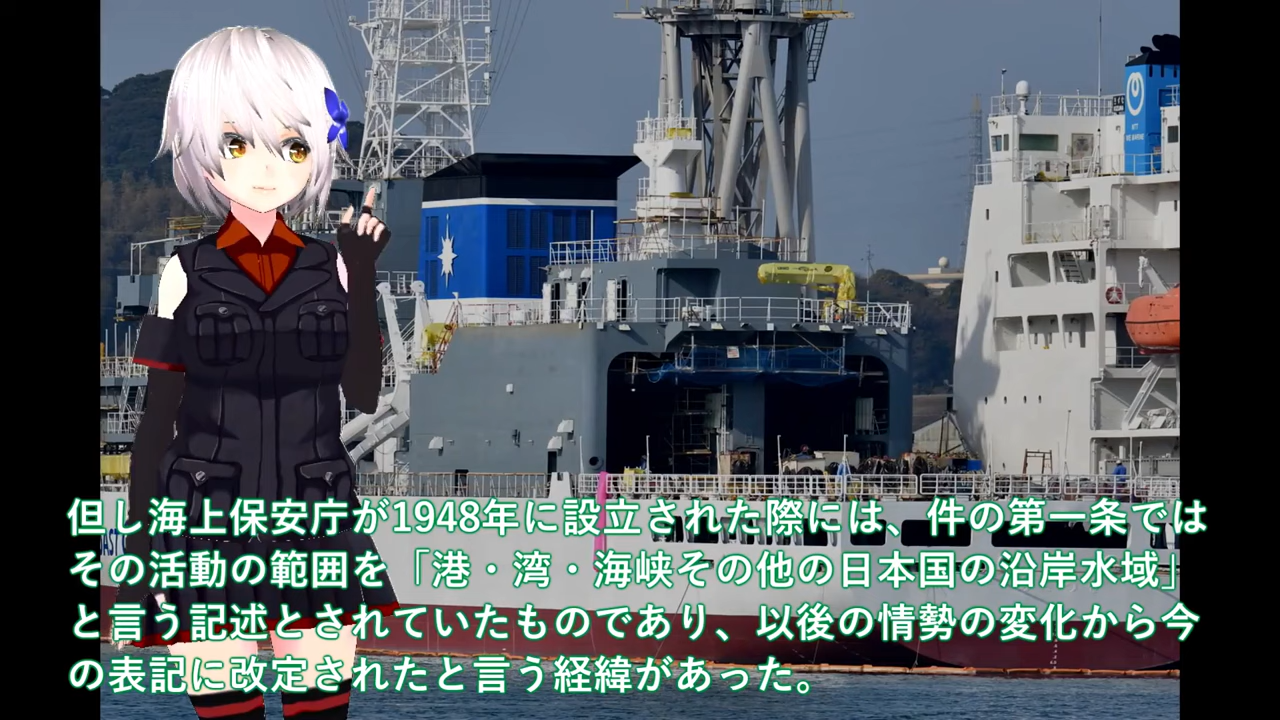 但し海上保安庁が1948年に設立された際には、件の第一条では
その活動の範囲を「港・湾・海峡その他の日本国の沿岸水域」
と言う記述とされていたものであり、以後の情勢の変化から今
の表記に改定されたと言う経緯があった。